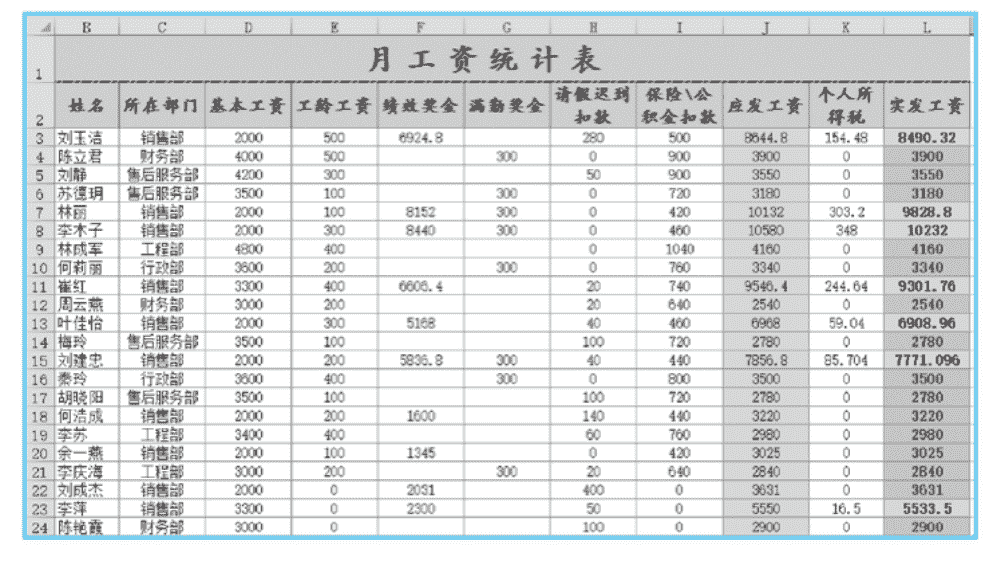 B C D E F G H I J K L
1 月工资统计表
2 姓名 所在部门 基本工资 工龄工资 绩效奖金 满勤奖金 请假迟到扣款 保险\公积金扣款 应发工资 个人所得税 实发工资
3 刘玉洁 销售部 2000 500 6924.8 280 500 8644.8 154.48 8490.32
4 陈立君 财务部 4000 500 300 0 900 3900 0 3900
5 刘静 售后服务部 4200 300 50 900 3550 0 3550
6 苏德玥 售后服务部 3500 100 300 0 720 3180 0 3180
7 林丽 销售部 2000 100 8152 300 0 420 10132 303.2 9828.8
8 李木子 销售部 2000 300 8440 300 0 460 10580 348 10232
9 林成军 工程部 4800 400 0 1040 4160 0 4160
10 何莉丽 行政部 3600 200 300 0 760 3340 0 3340
11 崔红 销售部 3300 400 6606.4 20 740 9546.4 244.64 9301.76
12 周云燕 财务部 3000 200 20 640 2540 0 2540
13 叶佳怡 销售部 2000 300 5168 40 460 6968 59.04 6908.96
14 梅玲 售后服务部 3500 100 100 720 2780 0 2780
15 刘建忠 销售部 2000 200 5836.8 300 40 440 7856.8 85.704 7771.096
16 秦玲 行政部 3600 400 300 0 800 3500 0 3500
17 胡晓阳 售后服务部 3500 100 100 720 2780 0 2780
18 何浩成 销售部 2000 200 1600 140 440 3220 0 3220
19 李苏 工程部 3400 400 60 760 2980 0 2980
20 余一燕 销售部 2000 100 1345 0 420 3025 0 3025
21 李庆海 工程部 3000 200 300 20 640 2840 0 2840
22 刘成杰 销售部 2000 0 2031 400 0 3631 0 3631
23 李萍 销售部 3300 0 2300 50 0 5550 16.5 5533.5
24 陈艳霞 财务部 3000 0 100 0 2900 0 2900